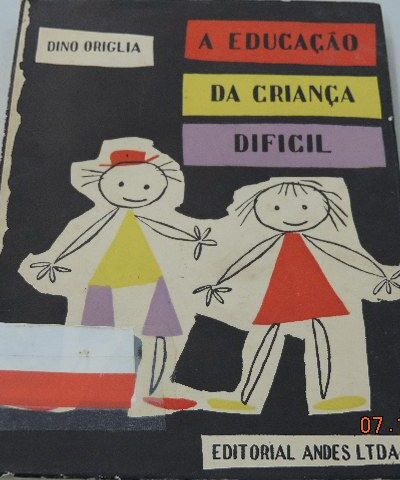 DINO ORIGLIA
A EDUCAÇÃO
DA CRIANÇA
DIFICIL
EDITORIAL ANDES LTDA